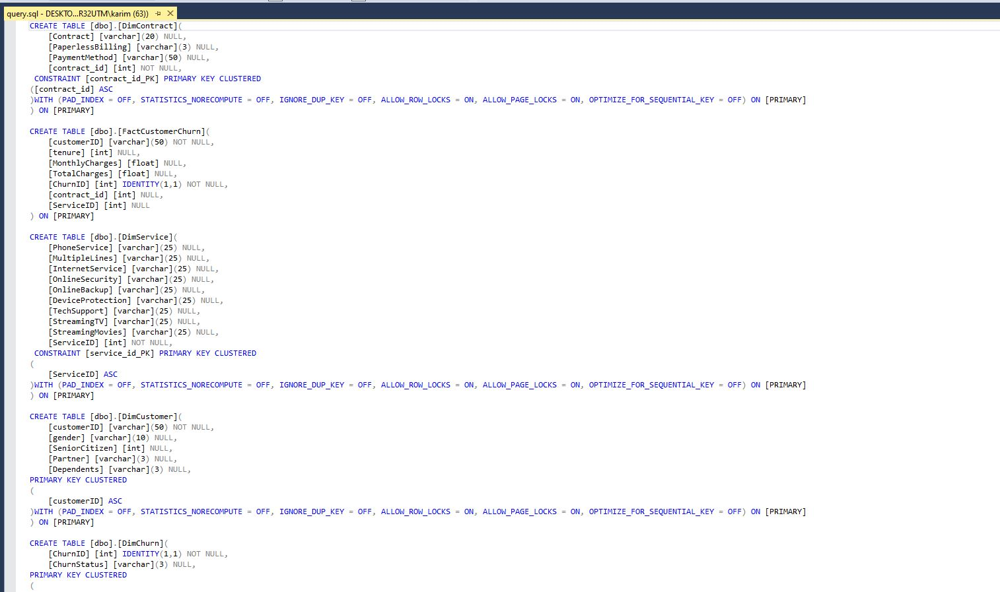 query.sql - DESKTO...R32UTM\karim (63))
CREATE TABLE [dbo].[DimContract](
    [Contract] [varchar](20) NULL,
    [PaperlessBilling] [varchar](3) NULL,
    [PaymentMethod] [varchar](50) NULL,
    [contract_id] [int] NOT NULL,
 CONSTRAINT [contract_id_PK] PRIMARY KEY CLUSTERED
([contract_id] ASC
)WITH (PAD_INDEX = OFF, STATISTICS_NORECOMPUTE = OFF, IGNORE_DUP_KEY = OFF, ALLOW_ROW_LOCKS = ON, ALLOW_PAGE_LOCKS = ON, OPTIMIZE_FOR_SEQUENTIAL_KEY = OFF) ON [PRIMARY]
) ON [PRIMARY]
CREATE TABLE [dbo].[FactCustomerChurn](
    [customerID] [varchar](50) NOT NULL,
    [tenure] [int] NULL,
    [MonthlyCharges] [float] NULL,
    [TotalCharges] [float] NULL,
    [ChurnID] [int] IDENTITY(1,1) NOT NULL,
    [contract_id] [int] NULL,
    [ServiceID] [int] NULL
) ON [PRIMARY]
CREATE TABLE [dbo].[DimService](
    [PhoneService] [varchar](25) NULL,
    [MultipleLines] [varchar](25) NULL,
    [InternetService] [varchar](25) NULL,
    [OnlineSecurity] [varchar](25) NULL,
    [OnlineBackup] [varchar](25) NULL,
    [DeviceProtection] [varchar](25) NULL,
    [TechSupport] [varchar](25) NULL,
    [StreamingTV] [varchar](25) NULL,
    [StreamingMovies] [varchar](25) NULL,
    [ServiceID] [int] NOT NULL,
 CONSTRAINT [service_id_PK] PRIMARY KEY CLUSTERED
(
    [ServiceID] ASC
)WITH (PAD_INDEX = OFF, STATISTICS_NORECOMPUTE = OFF, IGNORE_DUP_KEY = OFF, ALLOW_ROW_LOCKS = ON, ALLOW_PAGE_LOCKS = ON, OPTIMIZE_FOR_SEQUENTIAL_KEY = OFF) ON [PRIMARY]
) ON [PRIMARY]
CREATE TABLE [dbo].[DimCustomer](
    [customerID] [varchar](50) NOT NULL,
    [gender] [varchar](10) NULL,
    [SeniorCitizen] [int] NULL,
    [Partner] [varchar](3) NULL,
    [Dependents] [varchar](3) NULL,
PRIMARY KEY CLUSTERED
(
    [customerID] ASC
)WITH (PAD_INDEX = OFF, STATISTICS_NORECOMPUTE = OFF, IGNORE_DUP_KEY = OFF, ALLOW_ROW_LOCKS = ON, ALLOW_PAGE_LOCKS = ON, OPTIMIZE_FOR_SEQUENTIAL_KEY = OFF) ON [PRIMARY]
) ON [PRIMARY]
CREATE TABLE [dbo].[DimChurn](
    [ChurnID] [int] IDENTITY(1,1) NOT NULL,
    [ChurnStatus] [varchar](3) NULL,
PRIMARY KEY CLUSTERED
(